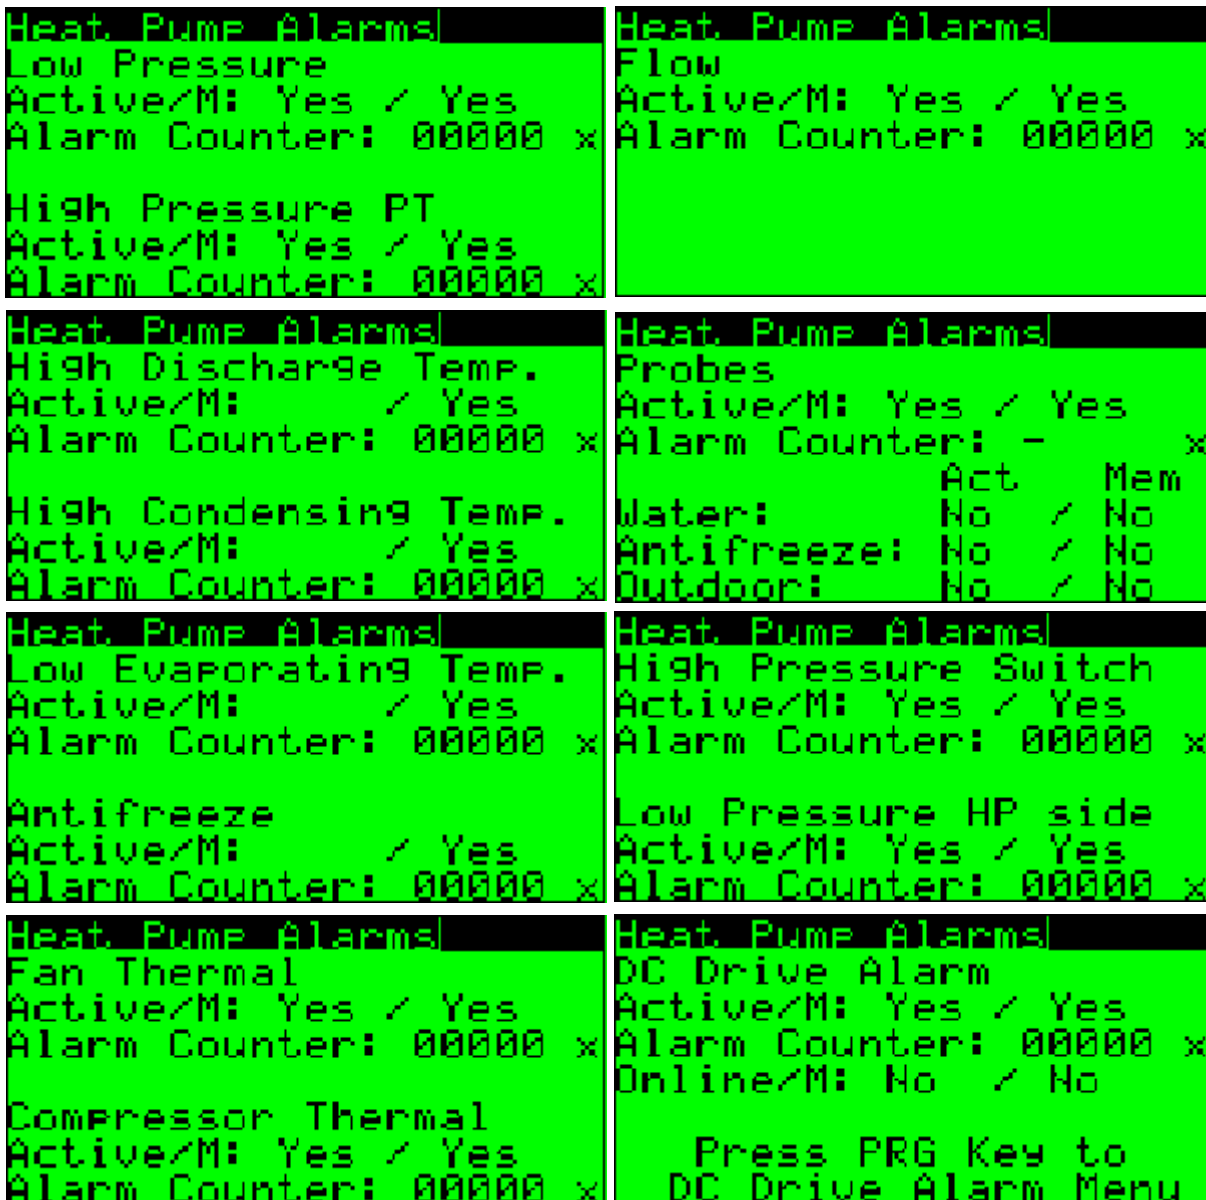 Heat Pump Alarms
Low Pressure
Active/M: Yes / Yes
Alarm Counter: 00000 x
High Pressure PT
Active/M: Yes / Yes
Alarm Counter: 00000 x
Heat Pump Alarms
Flow
Active/M: Yes / Yes
Alarm Counter: 00000 x
Heat Pump Alarms
High Discharge Temp.
Active/M: / Yes
Alarm Counter: 00000 x
High Condensing Temp.
Active/M: / Yes
Alarm Counter: 00000 x
Heat Pump Alarms
Probes
Active/M: Yes / Yes
Alarm Counter: - x
Act Mem
Water: No / No
Antifreeze: No / No
Outdoor: No / No
Heat Pump Alarms
Low Evaporating Temp.
Active/M: / Yes
Alarm Counter: 00000 x
Antifreeze
Active/M: / Yes
Alarm Counter: 00000 x
Heat Pump Alarms
High Pressure Switch
Active/M: Yes / Yes
Alarm Counter: 00000 x
Low Pressure HP side
Active/M: Yes / Yes
Alarm Counter: 00000 x
Heat Pump Alarms
Fan Thermal
Active/M: Yes / Yes
Alarm Counter: 00000 x
Compressor Thermal
Active/M: Yes / Yes
Alarm Counter: 00000 x
Heat Pump Alarms
DC Drive Alarm
Active/M: Yes / Yes
Alarm Counter: 00000 x
Online/M: No / No
Press PRG Key to
DC Drive Alarm Menu